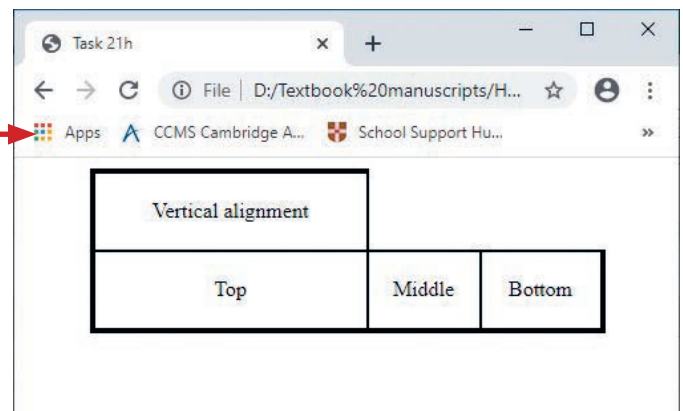 Task 21h
File D:/Textbook%20manuscripts/H...
Apps CCMS Cambridge A... School Support Hu...
Vertical alignment
Top Middle Bottom